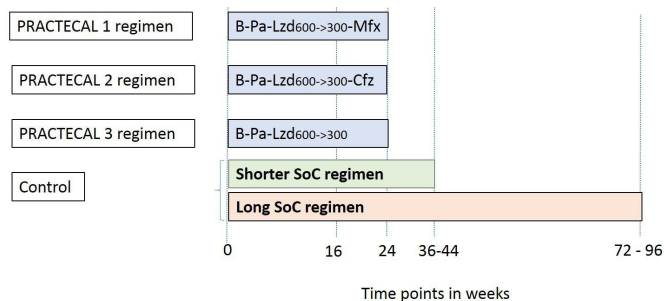 PRACTECAL 1 regimen B-Pa-Lzd600->300-Mfx
PRACTECAL 2 regimen B-Pa-Lzd600->300-Cfz
PRACTECAL 3 regimen B-Pa-Lzd600->300
Shorter SoC regimen
Control
Long SoC regimen
0 16 24 36-44 72 - 96
Time points in weeks